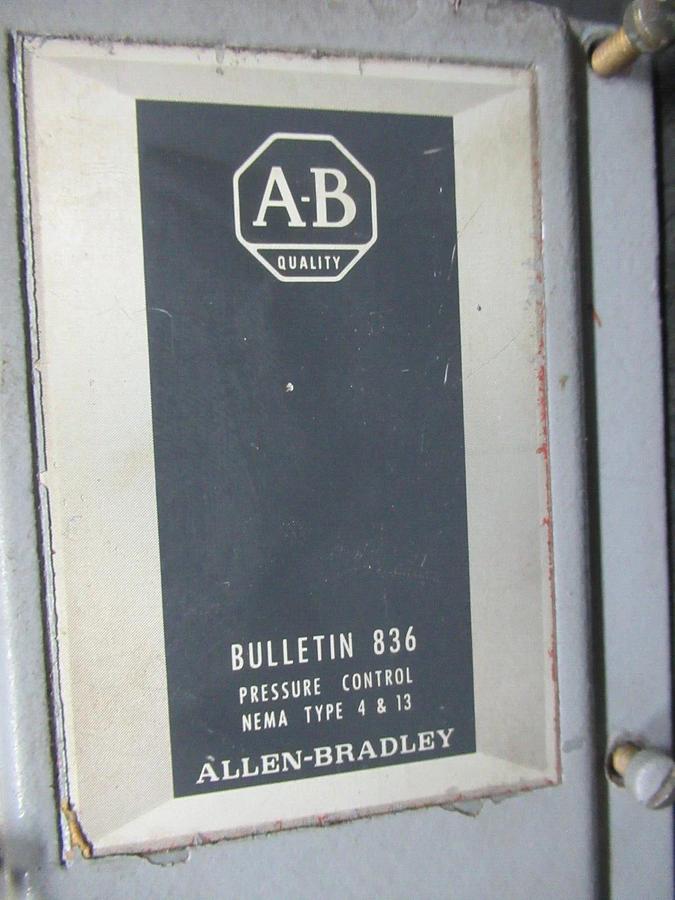 A-B
QUALITY
BULLETIN 836
PRESSURE CONTROL
NEMA TYPE 4 & 13
ALLEN-BRADLEY